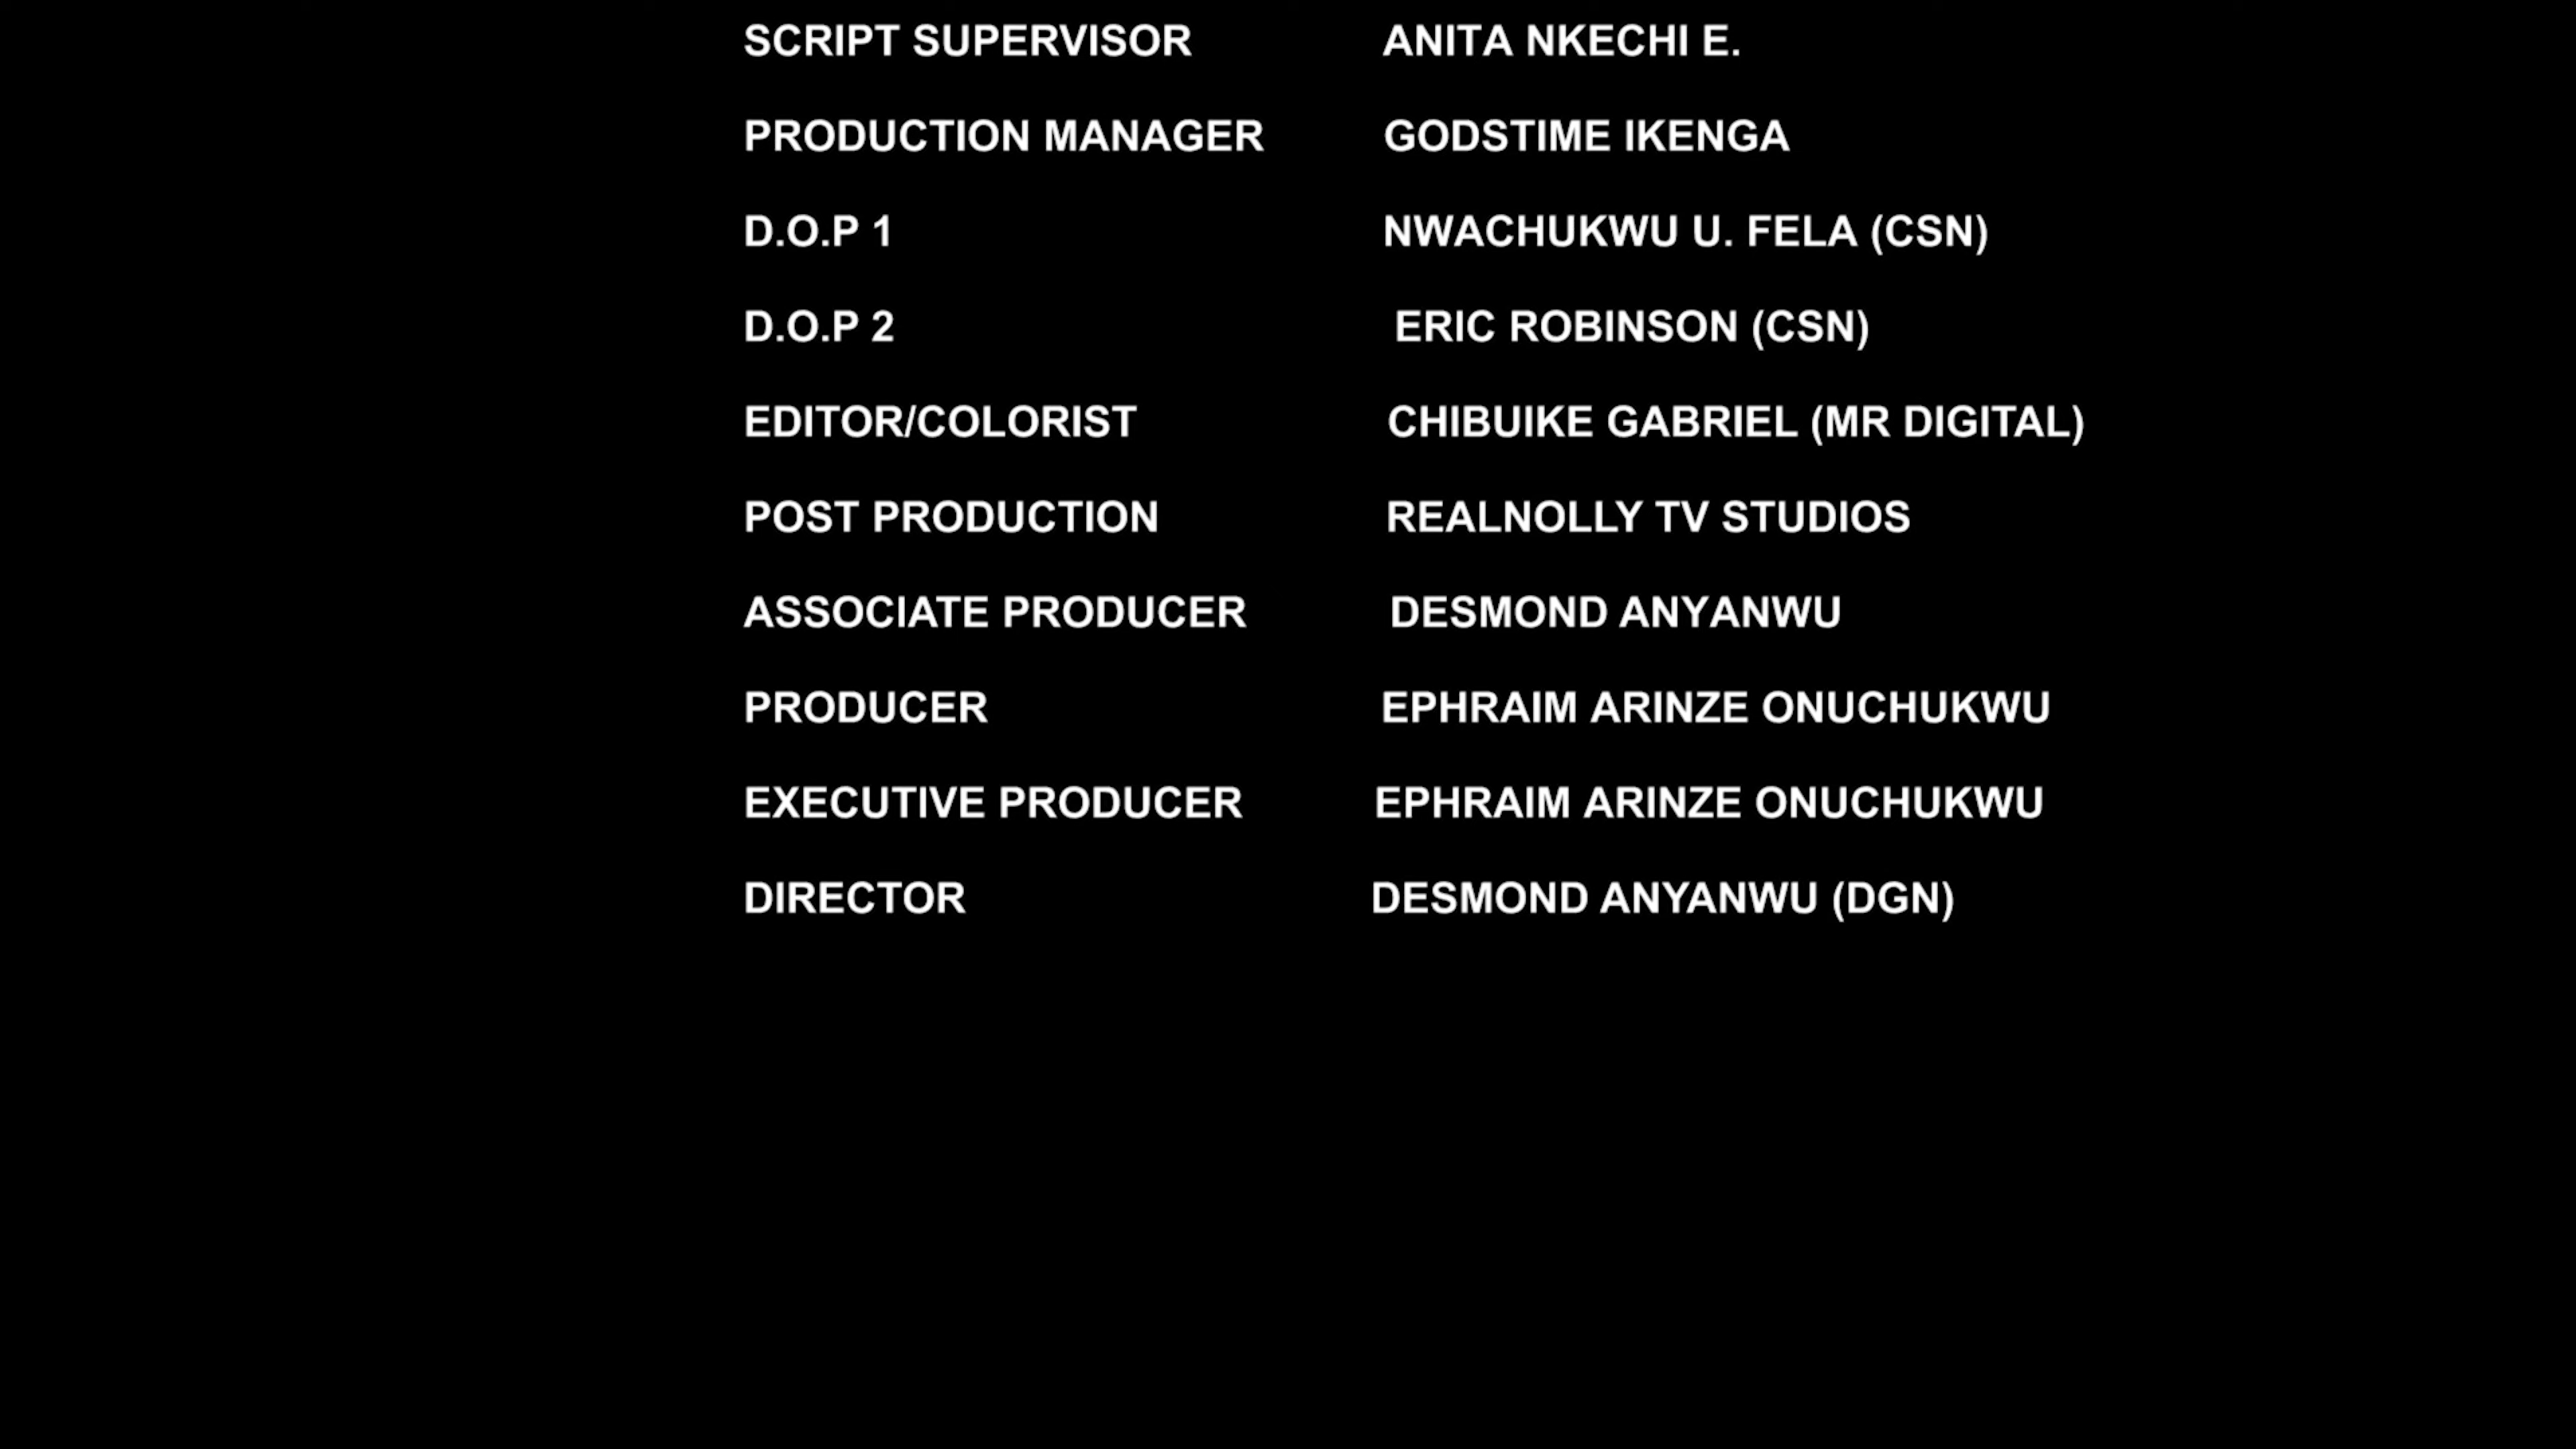 SCRIPT SUPERVISOR ANITA NKECHI E.
PRODUCTION MANAGER GODSTIME IKENGA
D.O.P 1 NWACHUKWU U. FELA (CSN)
D.O.P 2 ERIC ROBINSON (CSN)
EDITOR/COLORIST CHIBUIKE GABRIEL (MR DIGITAL)
POST PRODUCTION REALNOLLY TV STUDIOS
ASSOCIATE PRODUCER DESMOND ANYANWU
PRODUCER EPHRAIM ARINZE ONUCHUKWU
EXECUTIVE PRODUCER EPHRAIM ARINZE ONUCHUKWU
DIRECTOR DESMOND ANYANWU (DGN)